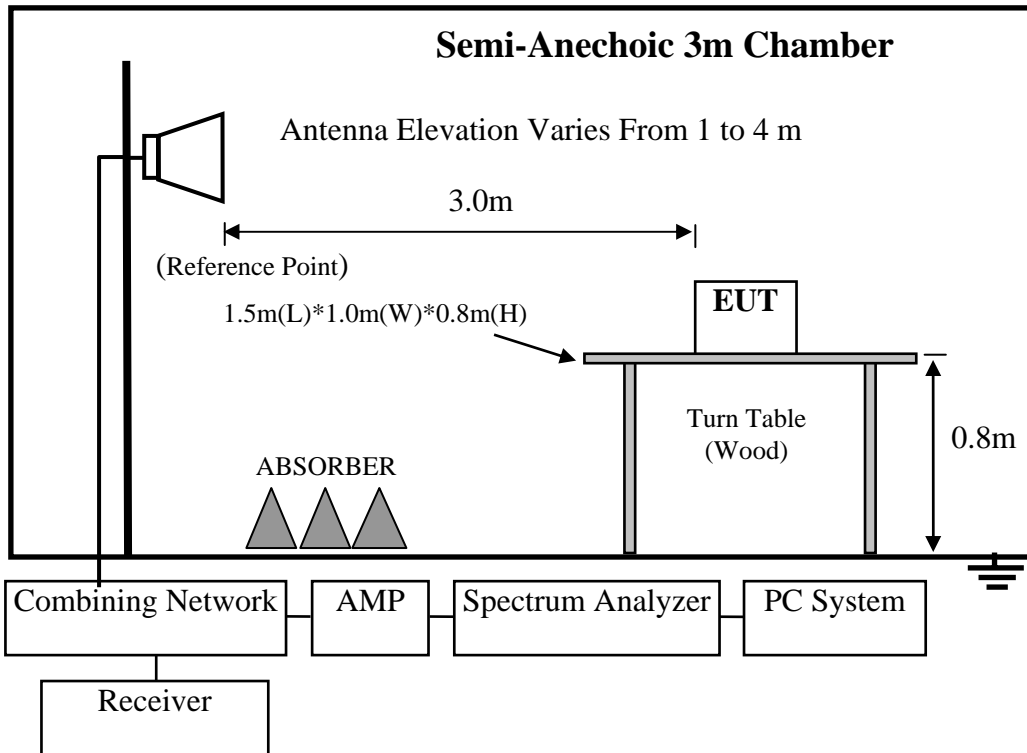 Semi-Anechoic 3m Chamber
Antenna Elevation Varies From 1 to 4 m
3.0m
(Reference Point)
1.5m(L)*1.0m(W)*0.8m(H)
EUT
Turn Table
(Wood)
0.8m
ABSORBER
Combining Network
AMP
Spectrum Analyzer
PC System
Receiver